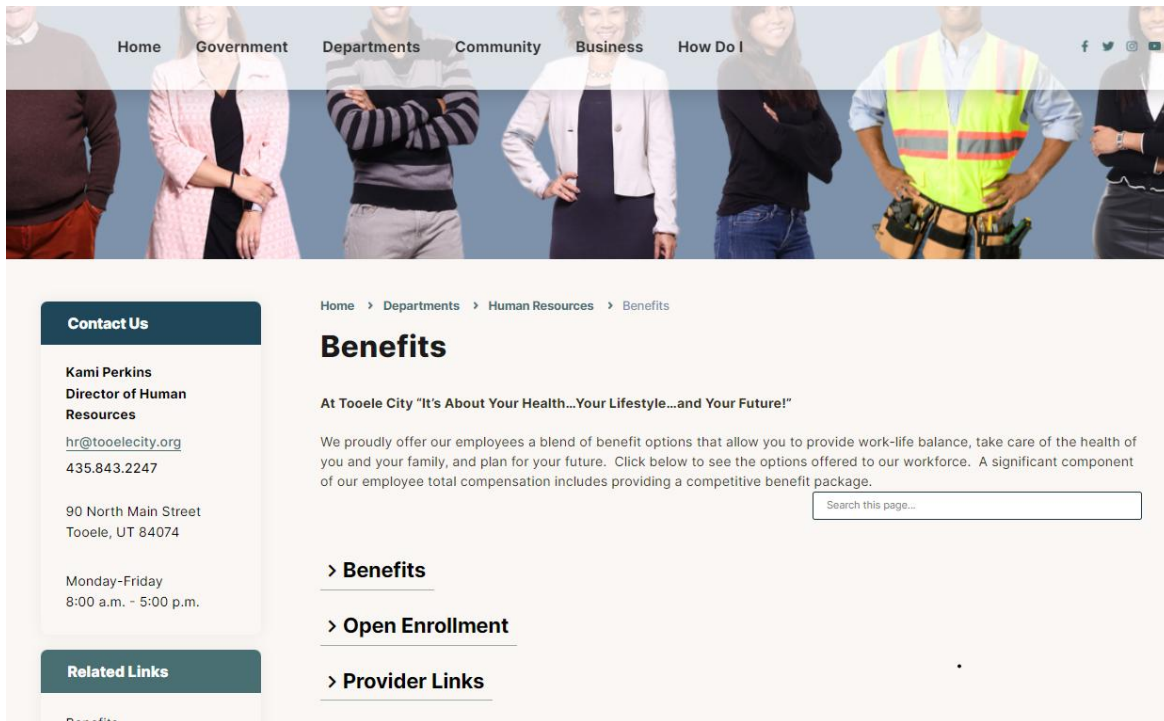 Home Government Departments Community Business How Do I
Contact Us
Kami Perkins
Director of Human
Resources
hr@tooelecity.org
435.843.2247
90 North Main Street
Tooele, UT 84074
Monday-Friday
8:00 a.m. - 5:00 p.m.
Related Links
Benefits
Home > Departments > Human Resources > Benefits
Benefits
At Tooele City "It's About Your Health...Your Lifestyle...and Your Future!"
We proudly offer our employees a blend of benefit options that allow you to provide work-life balance, take care of the health of
you and your family, and plan for your future. Click below to see the options offered to our workforce. A significant component
of our employee total compensation includes providing a competitive benefit package.
Search this page...
> Benefits
> Open Enrollment
> Provider Links